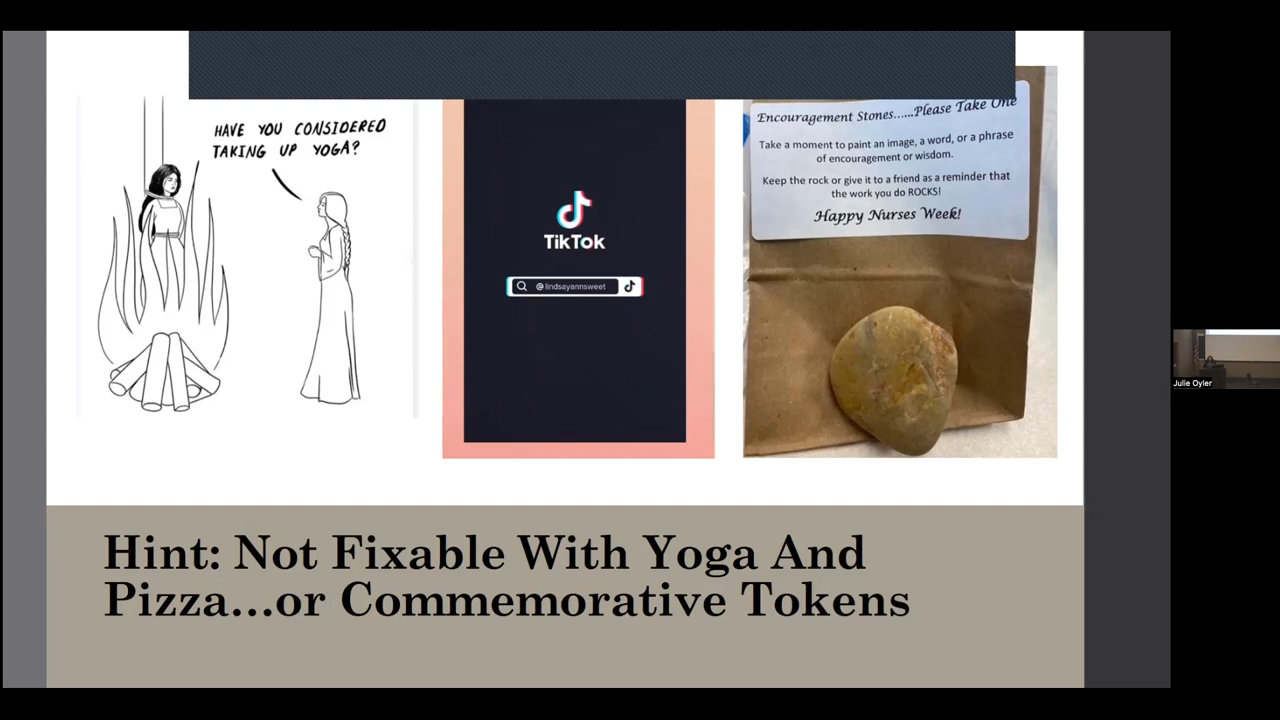 HAVE YOU CONSIDERED
TAKING UP YOGA?
TikTok
@lindsayannsweet
Encouragement Stones......Please Take One
Take a moment to paint an image, a word, or a phrase
of encouragement or wisdom.
Keep the rock or give it to a friend as a reminder that
the work you do ROCKS!
Happy Nurses Week!
Hint: Not Fixable With Yoga And
Pizza...or Commemorative Tokens
Julie Oyler